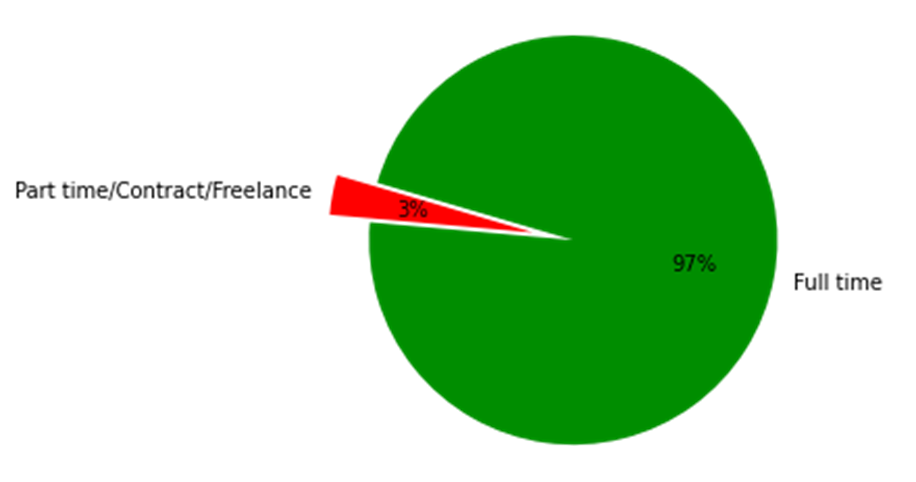 Part time/Contract/Freelance
3%
97%
Full time